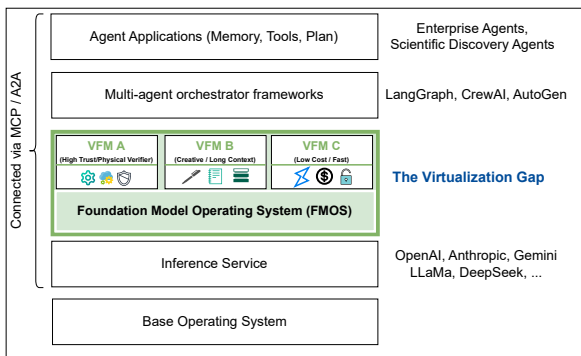 Connected via MCP / A2A
Agent Applications (Memory, Tools, Plan)
Enterprise Agents,
Scientific Discovery Agents
Multi-agent orchestrator frameworks
LangGraph, CrewAI, AutoGen
VFM A
(High Trust/Physical Verifier)
VFM B
(Creative / Long Context)
VFM C
(Low Cost / Fast)
The Virtualization Gap
Foundation Model Operating System (FMOS)
Inference Service
OpenAI, Anthropic, Gemini
LLaMa, DeepSeek, ...
Base Operating System